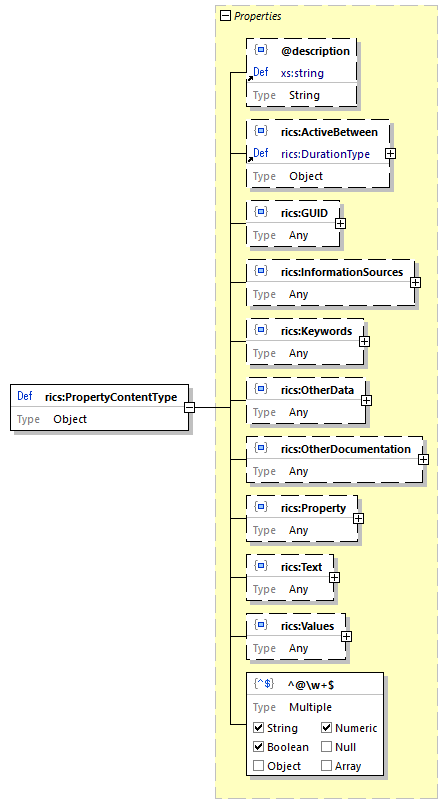 Properties
@description
Def xs:string
Type String
rics:ActiveBetween
Def rics:DurationType
Type Object
rics:GUID
Type Any
rics:InformationSources
Type Any
rics:Keywords
Type Any
Def rics:PropertyContentType
Type Object
rics:OtherData
Type Any
rics:OtherDocumentation
Type Any
rics:Property
Type Any
rics:Text
Type Any
rics:Values
Type Any
{^$} ^@\w+$
Type Multiple
String Numeric
Boolean Null
Object Array